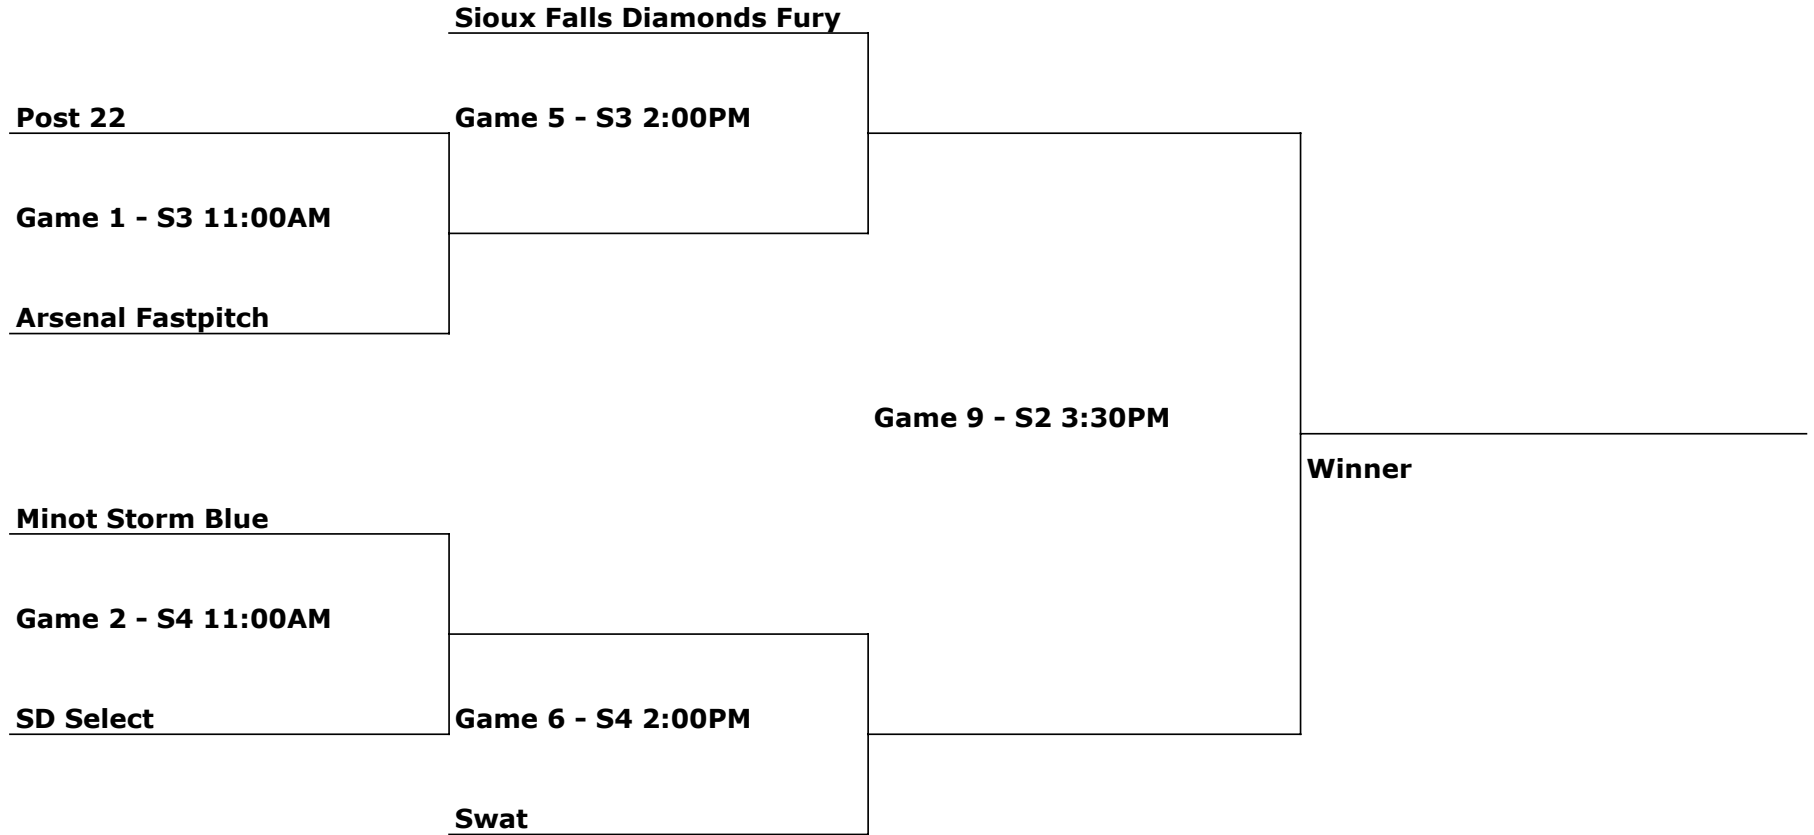 Sioux Falls Diamonds Fury
Post 22
Game 5 - S3 2:00PM
Game 1 - S3 11:00AM
Arsenal Fastpitch
Game 9 - S2 3:30PM
Winner
Minot Storm Blue
Game 2 - S4 11:00AM
SD Select
Game 6 - S4 2:00PM
Swat